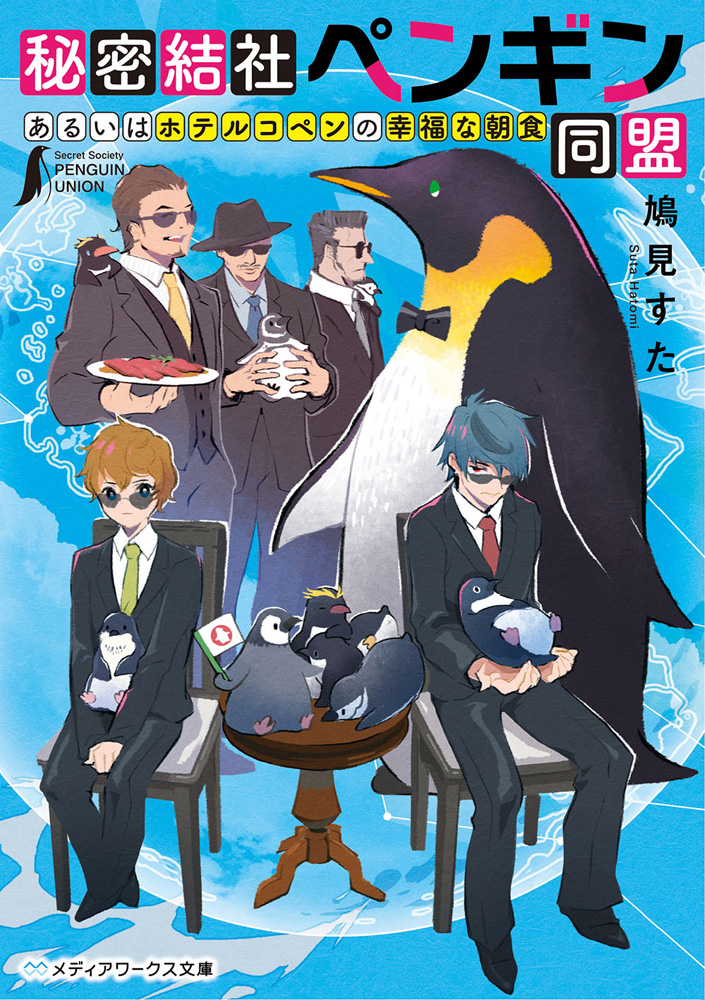 秘密結社ペンギン
あるいはホテルコペンの幸福な朝食
同盟
Secret Society
PENGUIN
UNION
鳩見すた
Suta Hatomi
メディアワークス文庫